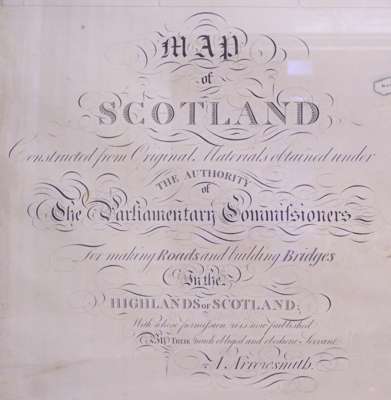 MAP
of
SCOTLAND
Constructed from Original Materials obtained under
THE AUTHORITY
of
The Parliamentary Commissioners
for making Roads and building Bridges
In the
HIGHLANDS of SCOTLAND;
With whose permission it is now published
By Their much obliged and obedient Servant
A. Arrowsmith.